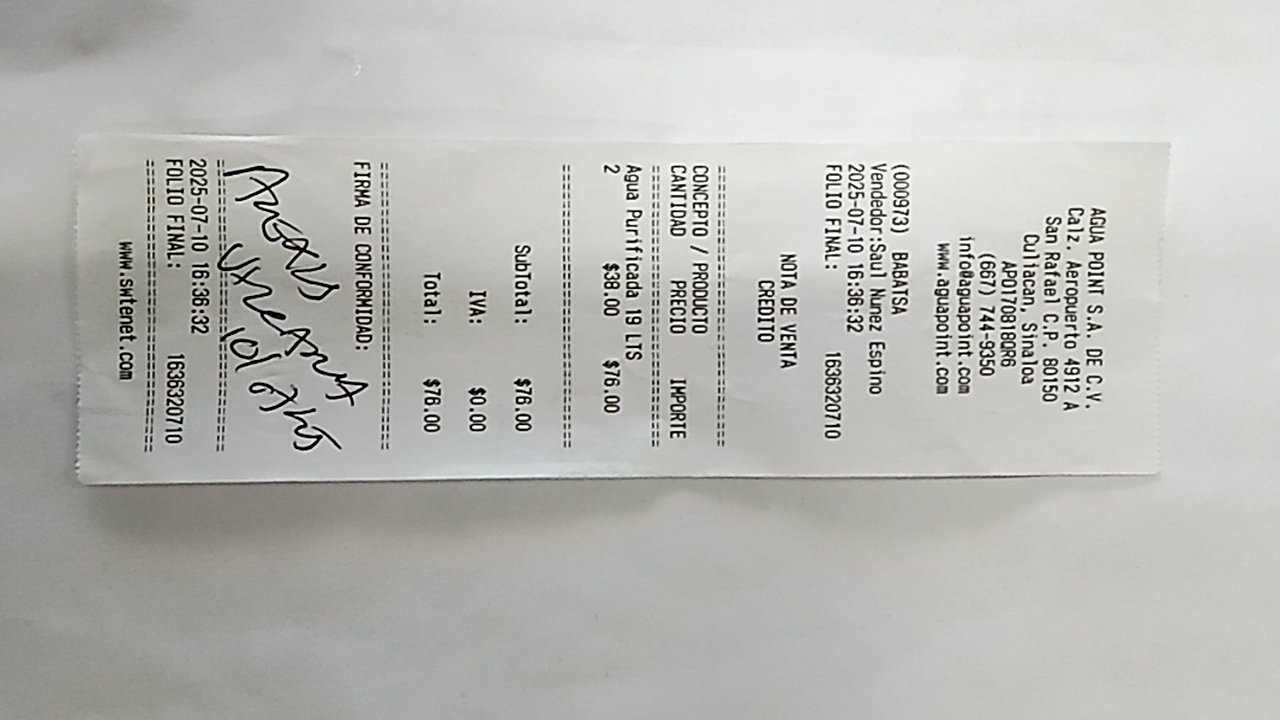 AGUA POINT S.A. DE C.V.
Calz. Aeropuerto 4912 A
San Rafael C.P. 80150
Culiacan, Sinaloa
APO170818QR6
(667) 744-9350
info@aguapoint.com
www.aguapoint.com
(000973) BABATSA
Vendedor:Saul Nunez Espino
2025-07-10 16:36:32
FOLIO FINAL: 1636320710
NOTA DE VENTA
CREDITO
==============================
CONCEPTO / PRODUCTO
CANTIDAD PRECIO IMPORTE
==============================
Agua Purificada 19 LTS
2 $38.00 $76.00
==============================
SubTotal: $76.00
IVA: $0.00
Total: $76.00
==============================
FIRMA DE CONFORMIDAD:
==============================
2025-07-10 16:36:32
FOLIO FINAL: 1636320710
==============================
www.swtenet.com